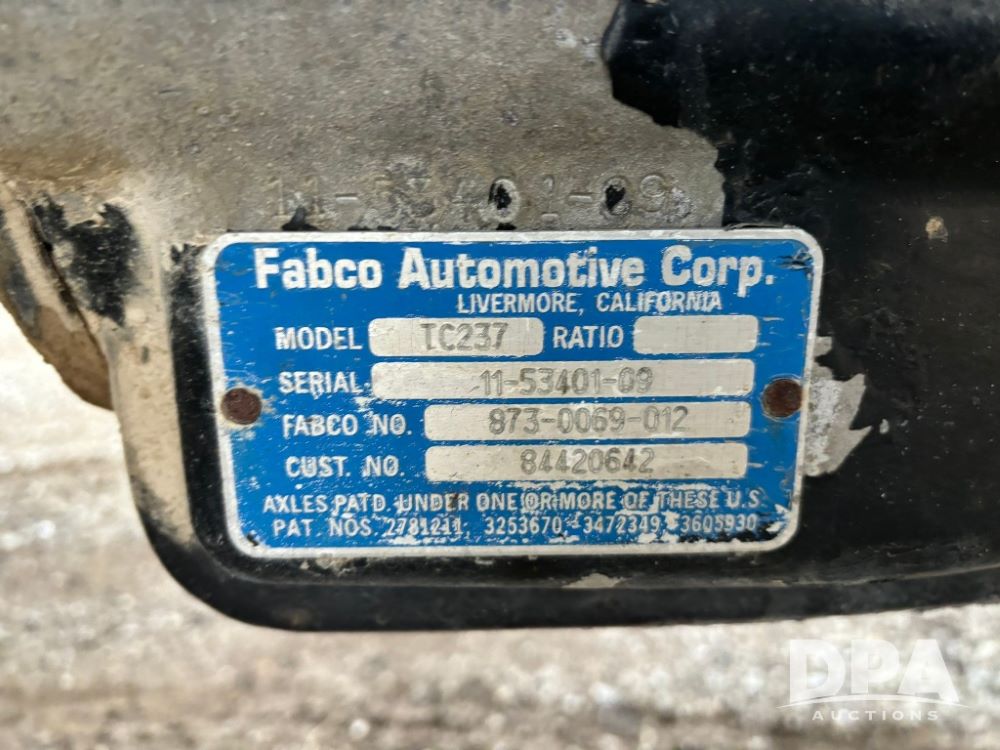 11-53401-09
Fabco Automotive Corp.
LIVERMORE, CALIFORNIA
MODEL TC237 RATIO
SERIAL 11-53401-09
FABCO NO. 873-0069-012
CUST. NO. 84420642
AXLES PAT'D. UNDER ONE OR MORE OF THESE U.S.
PAT. NOS. 2781211 3253670 3472349 3605930
DPA
AUCTIONS